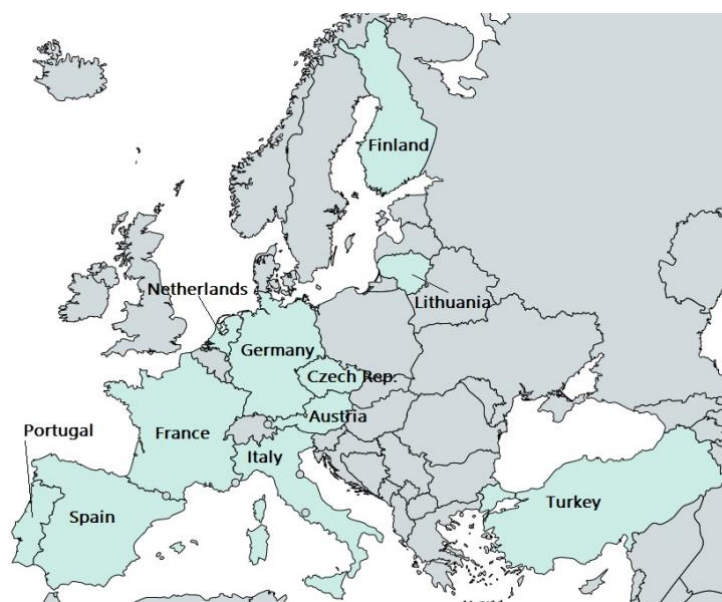 Finland
Netherlands
Lithuania
Germany
Czech Rep.
Austria
Portugal
France
Italy
Spain
Turkey